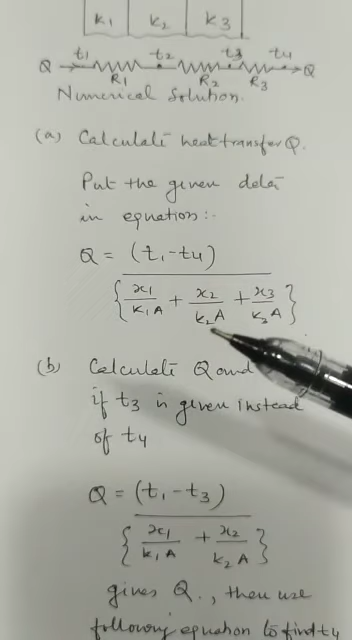 k1 k2 k3
t1 t2 t3 t4
Q R1 R2 R3 Q
Numerical Solution.
(a) Calculate heat transfer Q.
Put the given data
in equation:-
Q = (t1 - t4)
{ x1/k1A + x2/k2A + x3/k3A }
(b) Calculate Q and
if t3 is given instead
of t4
Q = (t1 - t3)
{ x1/k1A + x2/k2A }
gives Q., then use
following equation to find t4